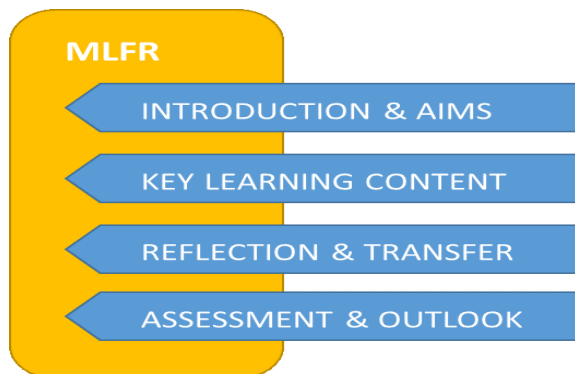 MLFR
INTRODUCTION & AIMS
KEY LEARNING CONTENT
REFLECTION & TRANSFER
ASSESSMENT & OUTLOOK